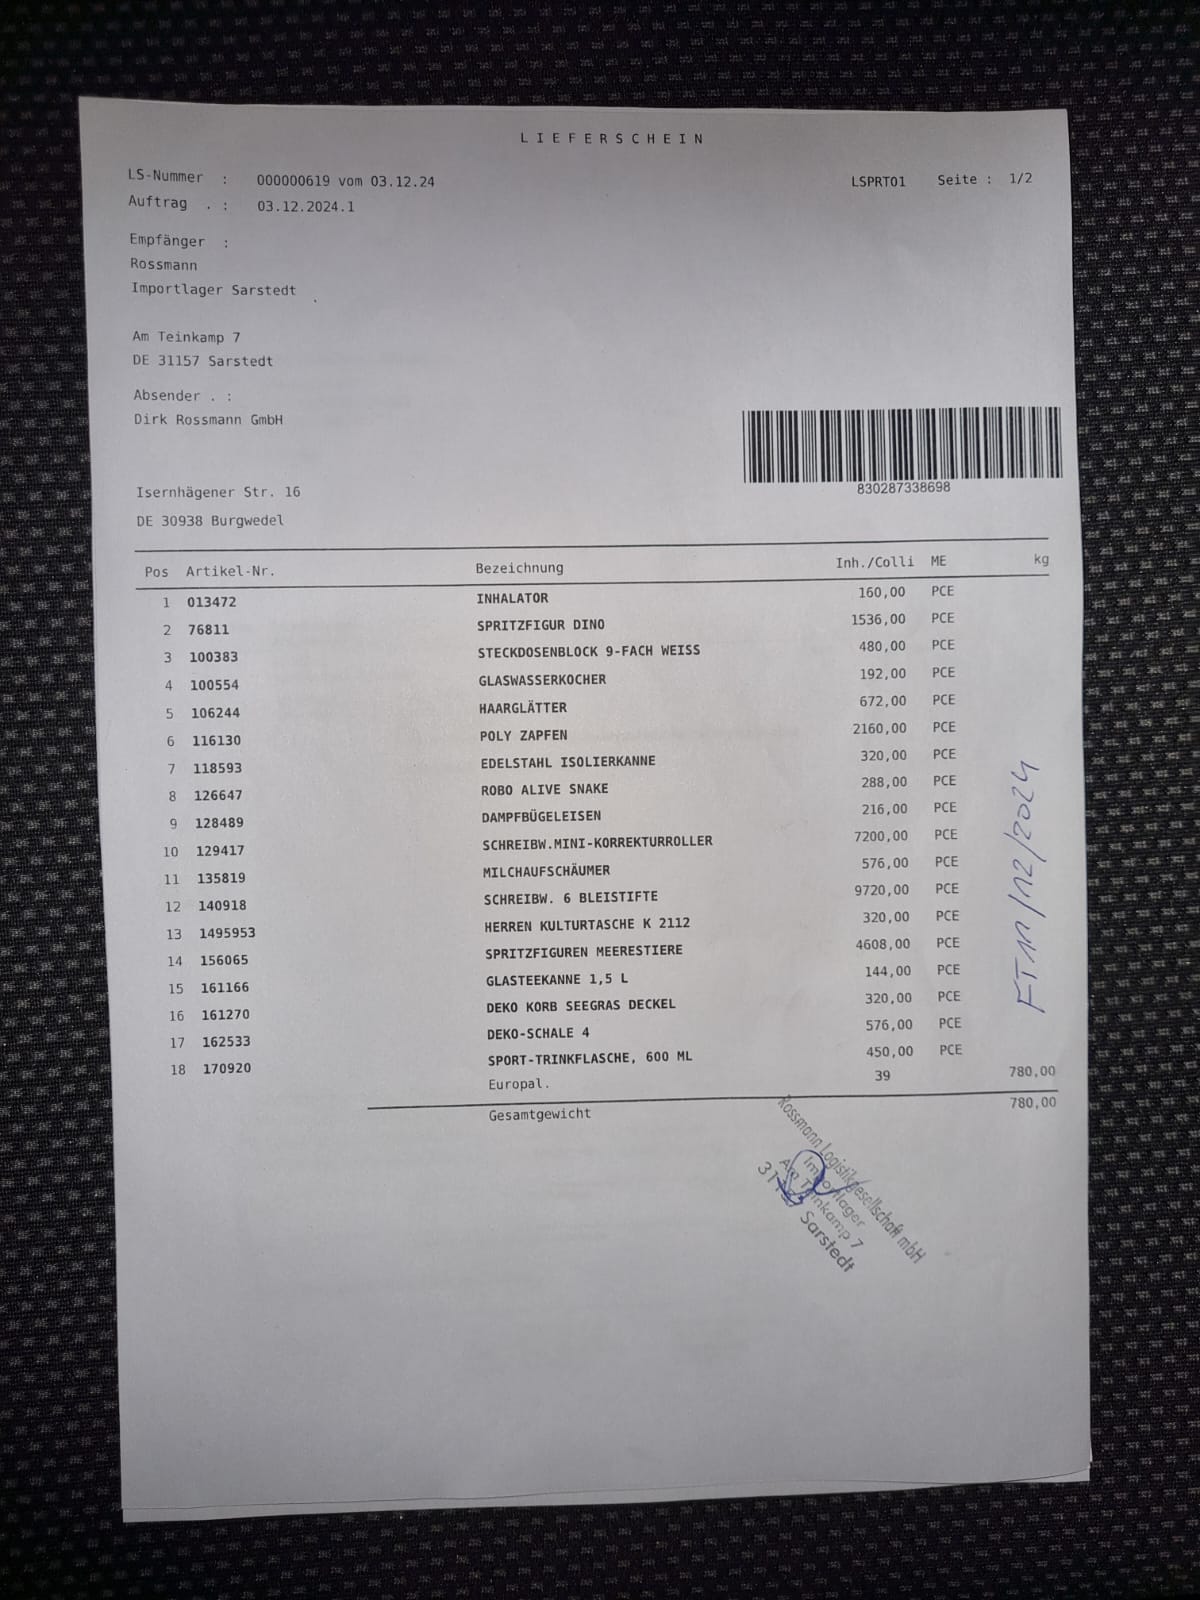 LIEFERSCHEIN
LS-Nummer : 000000619 vom 03.12.24 LSPRT01 Seite : 1/2
Auftrag . : 03.12.2024.1
Empfänger :
Rossmann
Importlager Sarstedt
Am Teinkamp 7
DE 31157 Sarstedt
Absender . :
Dirk Rossmann GmbH
830287338698
Isernhägener Str. 16
DE 30938 Burgwedel
Pos Artikel-Nr. Bezeichnung Inh./Colli ME kg
1 013472 INHALATOR 160,00 PCE
2 76811 SPRITZFIGUR DINO 1536,00 PCE
3 100383 STECKDOSENBLOCK 9-FACH WEISS 480,00 PCE
4 100554 GLASWASSERKOCHER 192,00 PCE
5 106244 HAARGLÄTTER 672,00 PCE
6 116130 POLY ZAPFEN 2160,00 PCE
7 118593 EDELSTAHL ISOLIERKANNE 320,00 PCE
8 126647 ROBO ALIVE SNAKE 288,00 PCE
9 128489 DAMPFBÜGELEISEN 216,00 PCE
10 129417 SCHREIBW.MINI-KORREKTURROLLER 7200,00 PCE
11 135819 MILCHAUFSCHÄUMER 576,00 PCE
12 140918 SCHREIBW. 6 BLEISTIFTE 9720,00 PCE
13 1495953 HERREN KULTURTASCHE K 2112 320,00 PCE
14 156065 SPRITZFIGUREN MEERESTIERE 4608,00 PCE
15 161166 GLASTEEKANNE 1,5 L 144,00 PCE
16 161270 DEKO KORB SEEGRAS DECKEL 320,00 PCE
17 162533 DEKO-SCHALE 4 576,00 PCE
18 170920 SPORT-TRINKFLASCHE, 600 ML 450,00 PCE
Europal. 39 780,00
Gesamtgewicht 780,00
FT 11/12/2024
Rossmann Logistikgesellschaft mbH
Importlager
Am Teinkamp 7
31157 Sarstedt